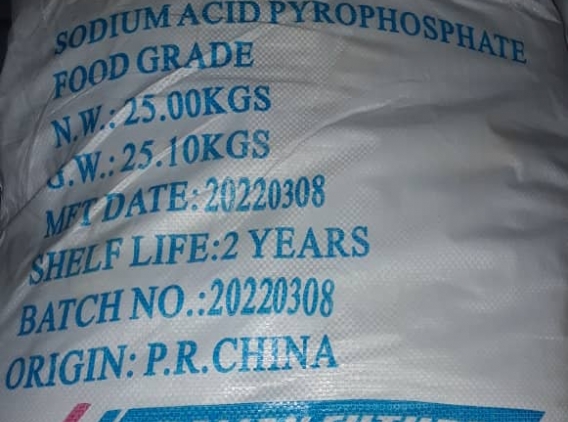 SODIUM ACID PYROPHOSPHATE
FOOD GRADE
N.W.: 25.00KGS
G.W.: 25.10KGS
MFT DATE: 20220308
SHELF LIFE:2 YEARS
BATCH NO.:20220308
ORIGIN: P.R.CHINA